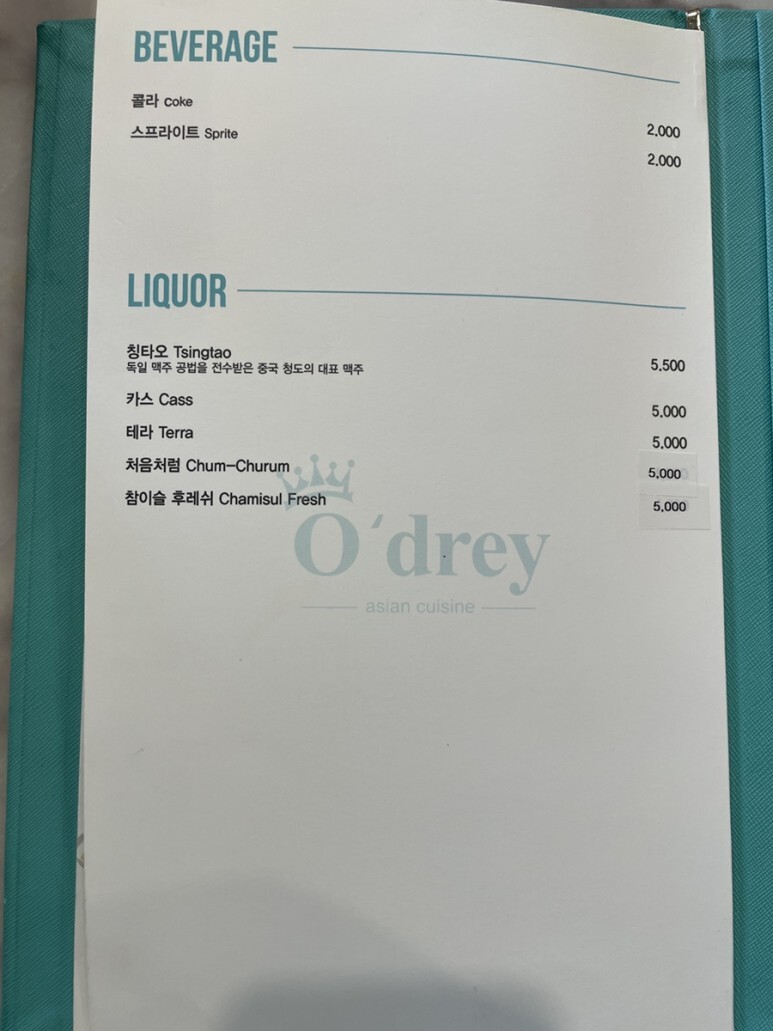 BEVERAGE
콜라 Coke 2,000
스프라이트 Sprite 2,000
LIQUOR
칭타오 Tsingtao 5,500
독일 맥주 공법을 전수받은 중국 청도의 대표 맥주
카스 Cass 5,000
테라 Terra 5,000
처음처럼 Chum-Churum 5,000
참이슬 후레쉬 Chamisul Fresh 5,000
O'drey
asian cuisine